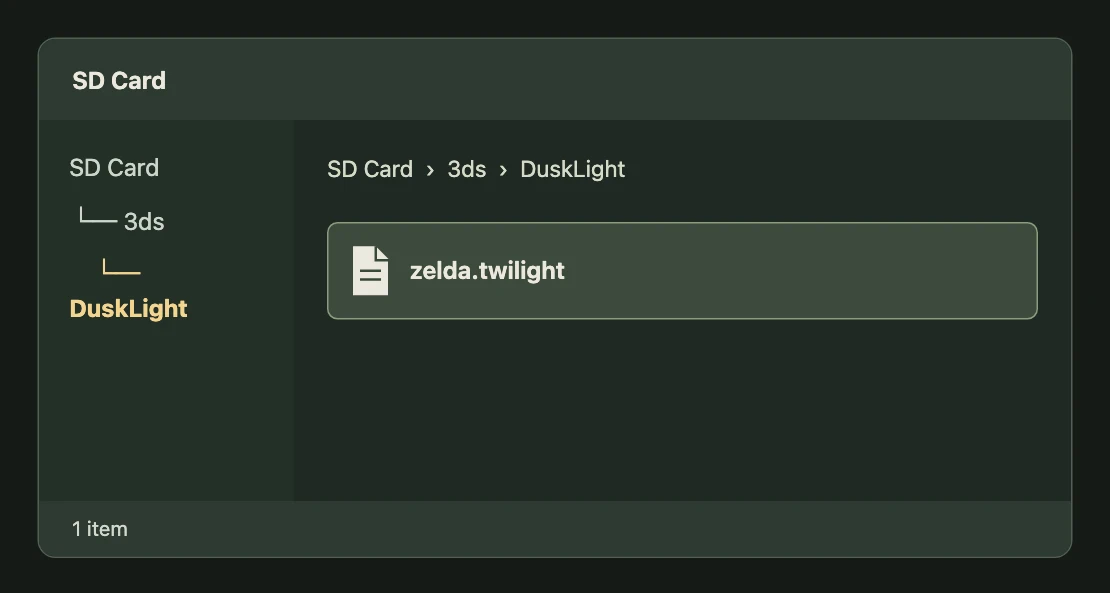 SD Card
SD Card
└── 3ds
└──
DuskLight
SD Card › 3ds › DuskLight
zelda.twilight
1 item